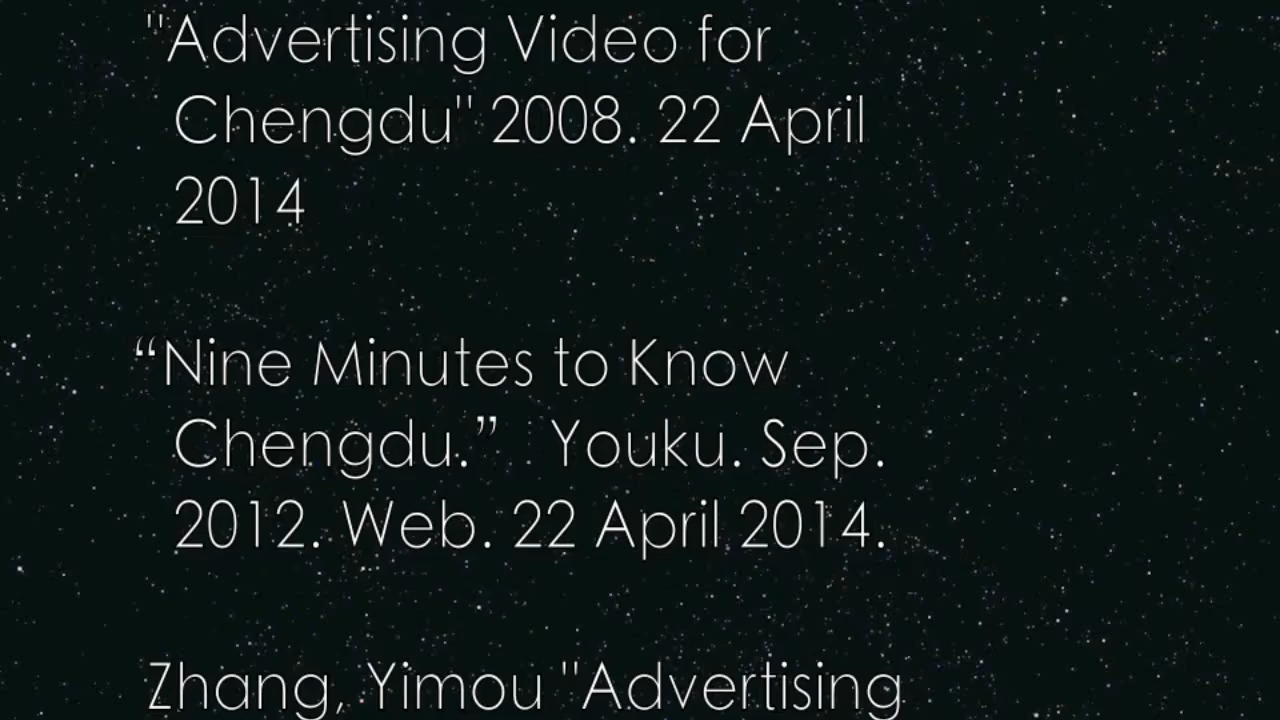 "Advertising Video for
Chengdu" 2008. 22 April
2014
“Nine Minutes to Know
Chengdu.” Youku. Sep.
2012. Web. 22 April 2014.
Zhang, Yimou "Advertising